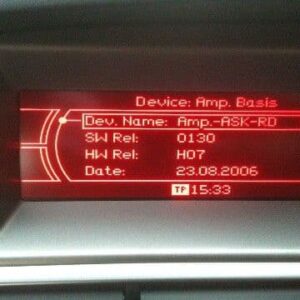 Device: Amp. Basis
Dev. Name: Amp.-ASK-RD
SW Rel: 0130
HW Rel: H07
Date: 23.08.2006
TP 15:33